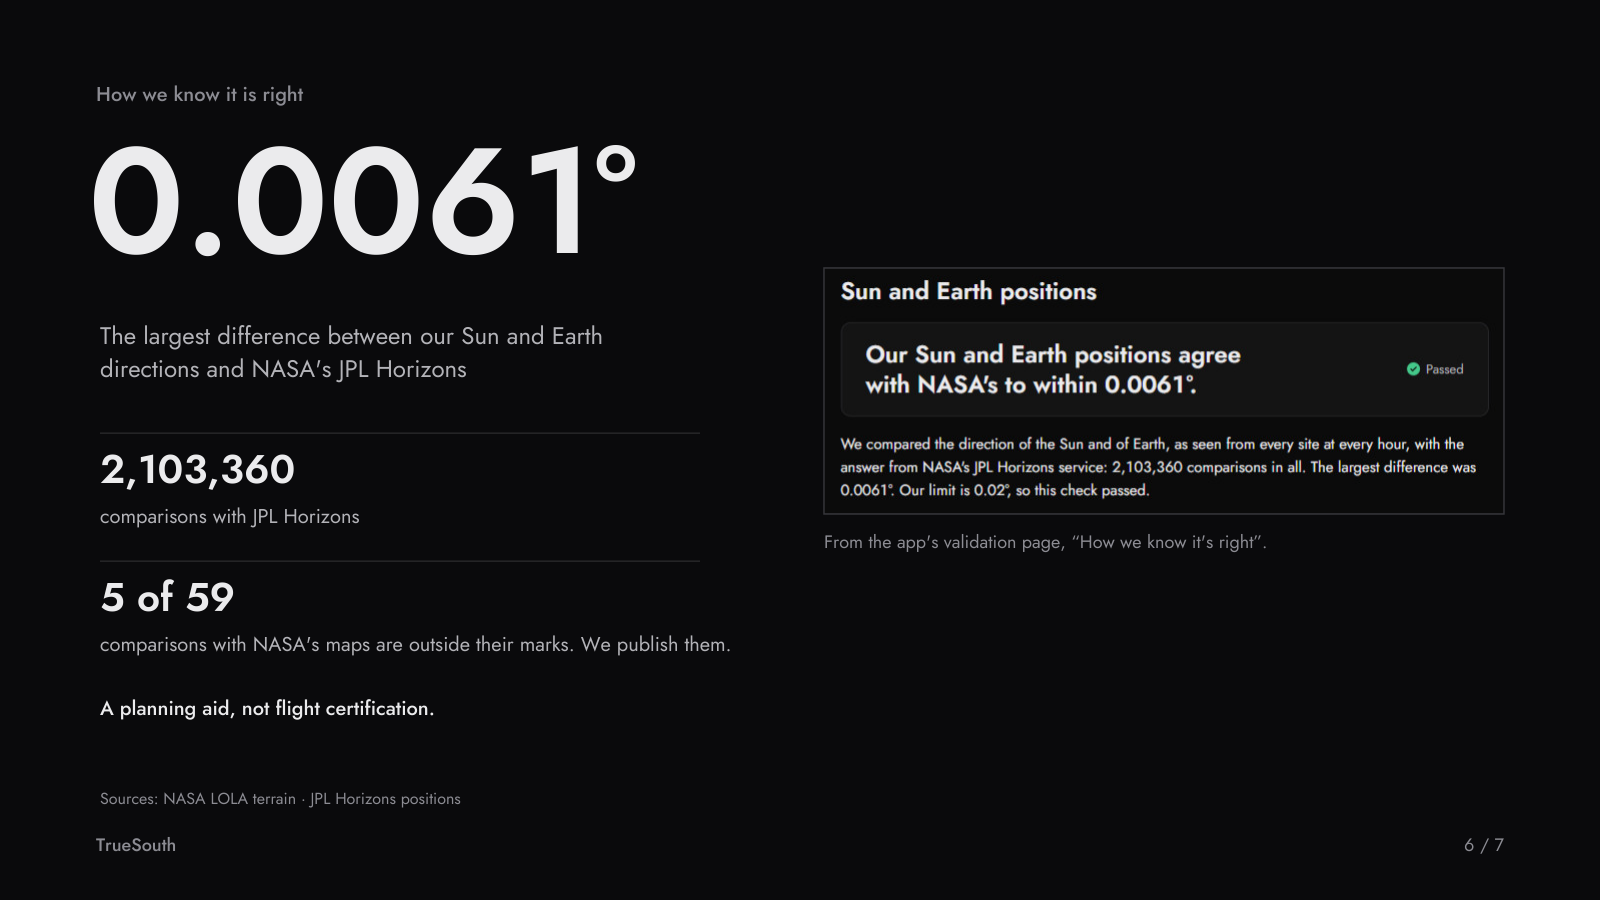 How we know it is right
0.0061°
The largest difference between our Sun and Earth
directions and NASA's JPL Horizons
2,103,360
comparisons with JPL Horizons
5 of 59
comparisons with NASA's maps are outside their marks. We publish them.
A planning aid, not flight certification.
Sun and Earth positions
Our Sun and Earth positions agree
with NASA's to within 0.0061°.
Passed
We compared the direction of the Sun and of Earth, as seen from every site at every hour, with the
answer from NASA's JPL Horizons service: 2,103,360 comparisons in all. The largest difference was
0.0061°. Our limit is 0.02°, so this check passed.
From the app's validation page, “How we know it's right”.
Sources: NASA LOLA terrain · JPL Horizons positions
TrueSouth
6 / 7